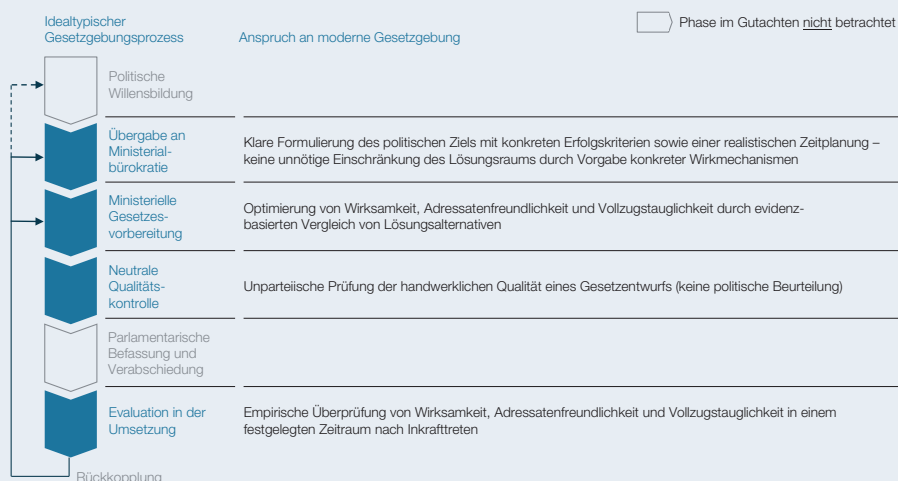 Idealtypischer
Gesetzgebungsprozess
Anspruch an moderne Gesetzgebung
Phase im Gutachten nicht betrachtet
Politische
Willensbildung
Übergabe an
Ministerial-
bürokratie
Klare Formulierung des politischen Ziels mit konkreten Erfolgskriterien sowie einer realistischen Zeitplanung –
keine unnötige Einschränkung des Lösungsraums durch Vorgabe konkreter Wirkmechanismen
Ministerielle
Gesetzes-
vorbereitung
Optimierung von Wirksamkeit, Adressatenfreundlichkeit und Vollzugstauglichkeit durch evidenz-
basierten Vergleich von Lösungsalternativen
Neutrale
Qualitäts-
kontrolle
Unparteiische Prüfung der handwerklichen Qualität eines Gesetzentwurfs (keine politische Beurteilung)
Parlamentarische
Befassung und
Verabschiedung
Evaluation in der
Umsetzung
Empirische Überprüfung von Wirksamkeit, Adressatenfreundlichkeit und Vollzugstauglichkeit in einem
festgelegten Zeitraum nach Inkrafttreten
Rückkopplung